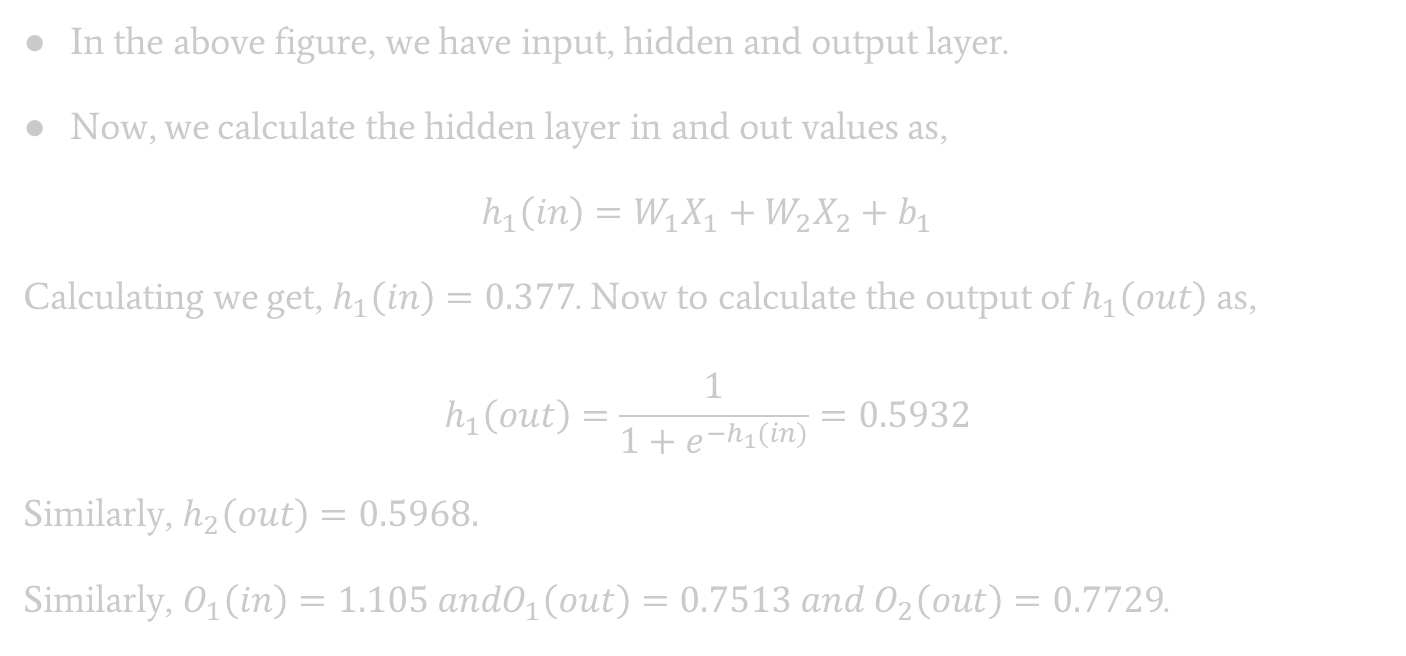 ● In the above figure, we have input, hidden and output layer.
● Now, we calculate the hidden layer in and out values as,
h₁(in) = W₁X₁ + W₂X₂ + b₁
Calculating we get, h₁(in) = 0.377. Now to calculate the output of h₁(out) as,
h₁(out) = 1 / (1 + e^(−h₁(in))) = 0.5932
Similarly, h₂(out) = 0.5968.
Similarly, O₁(in) = 1.105 andO₁(out) = 0.7513 and O₂(out) = 0.7729.